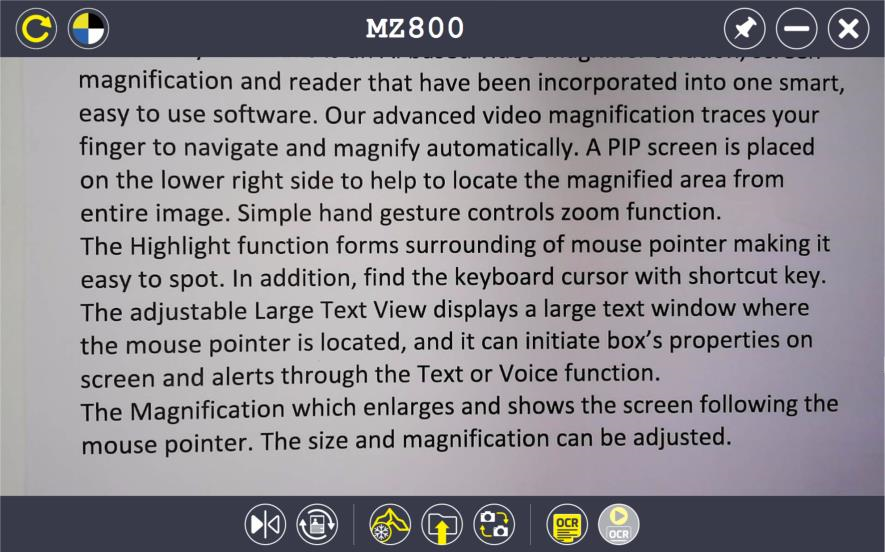 MZ800
magnification and reader that have been incorporated into one smart,
easy to use software. Our advanced video magnification traces your
finger to navigate and magnify automatically. A PIP screen is placed
on the lower right side to help to locate the magnified area from
entire image. Simple hand gesture controls zoom function.
The Highlight function forms surrounding of mouse pointer making it
easy to spot. In addition, find the keyboard cursor with shortcut key.
The adjustable Large Text View displays a large text window where
the mouse pointer is located, and it can initiate box's properties on
screen and alerts through the Text or Voice function.
The Magnification which enlarges and shows the screen following the
mouse pointer. The size and magnification can be adjusted.
OCR
OCR